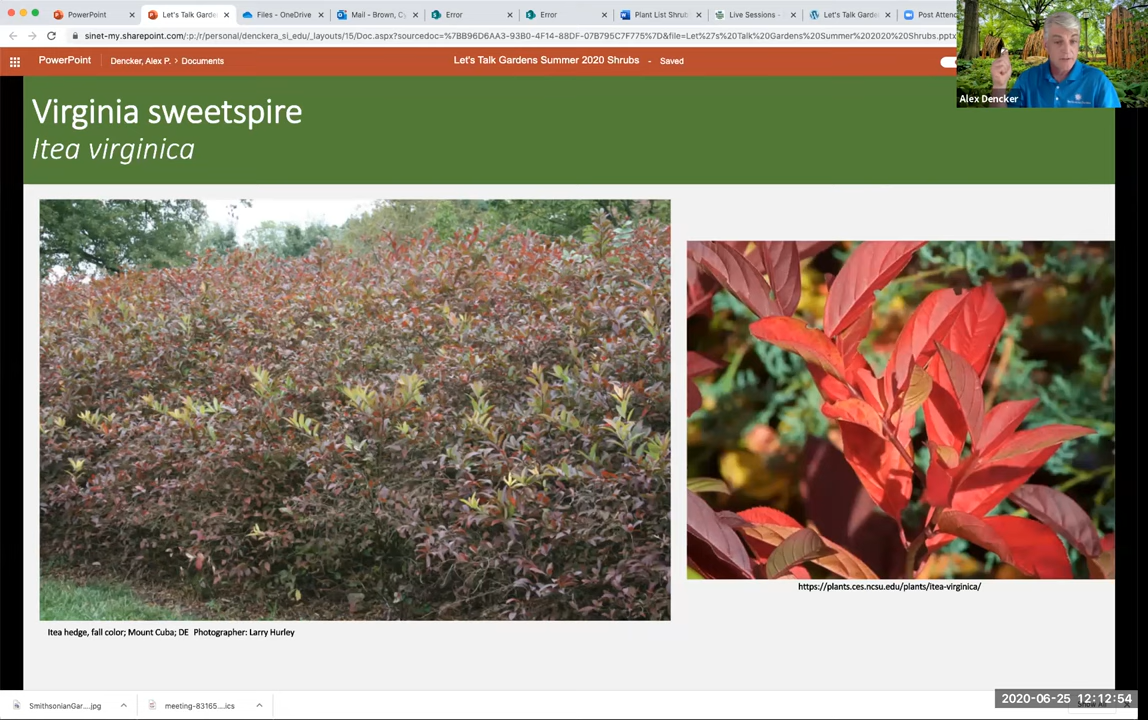 PowerPoint
Let's Talk Garde
Files - OneDrive
Mail - Brown, Cy
Error
Error
Plant List Shrub
Live Sessions -
Let's Talk Garde
Post Attend
sinet-my.sharepoint.com/:p:/r/personal/denckera_si_edu/_layouts/15/Doc.aspx?sourcedoc=%7BB9D6AA3-93B0-4F14-88DF-07B795C7F775%7D&file=Let%27s%20Talk%20Gardens%20Summer%202020%20Shrubs.pptx
PowerPoint
Dencker, Alex P. > Documents
Let's Talk Gardens Summer 2020 Shrubs - Saved
Alex Dencker
Virginia sweetspire
Itea virginica
https://plants.ces.ncsu.edu/plants/itea-virginica/
Itea hedge, fall color; Mount Cuba; DE Photographer: Larry Hurley
SmithsonianGar....jpg
meeting-83165....ics
2020-06-25 12:12:54